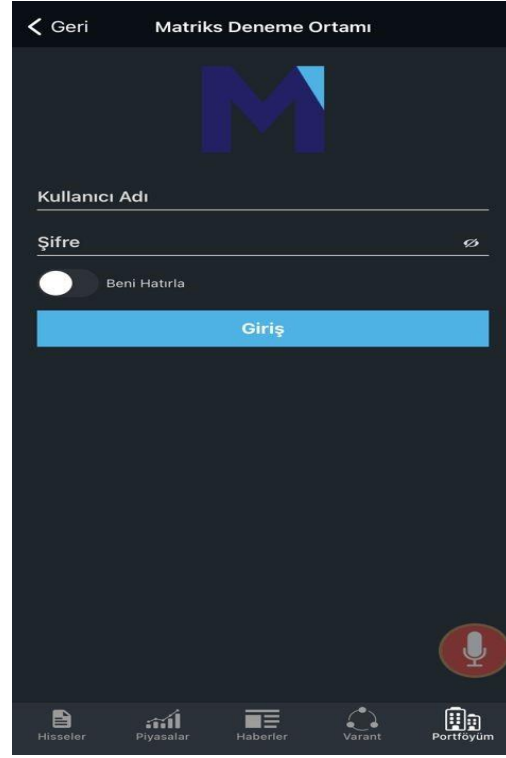 Geri Matriks Deneme Ortamı
M
Kullanıcı Adı
Şifre
Beni Hatırla
Giriş
Hisseler Piyasalar Haberler Varant Portföyüm